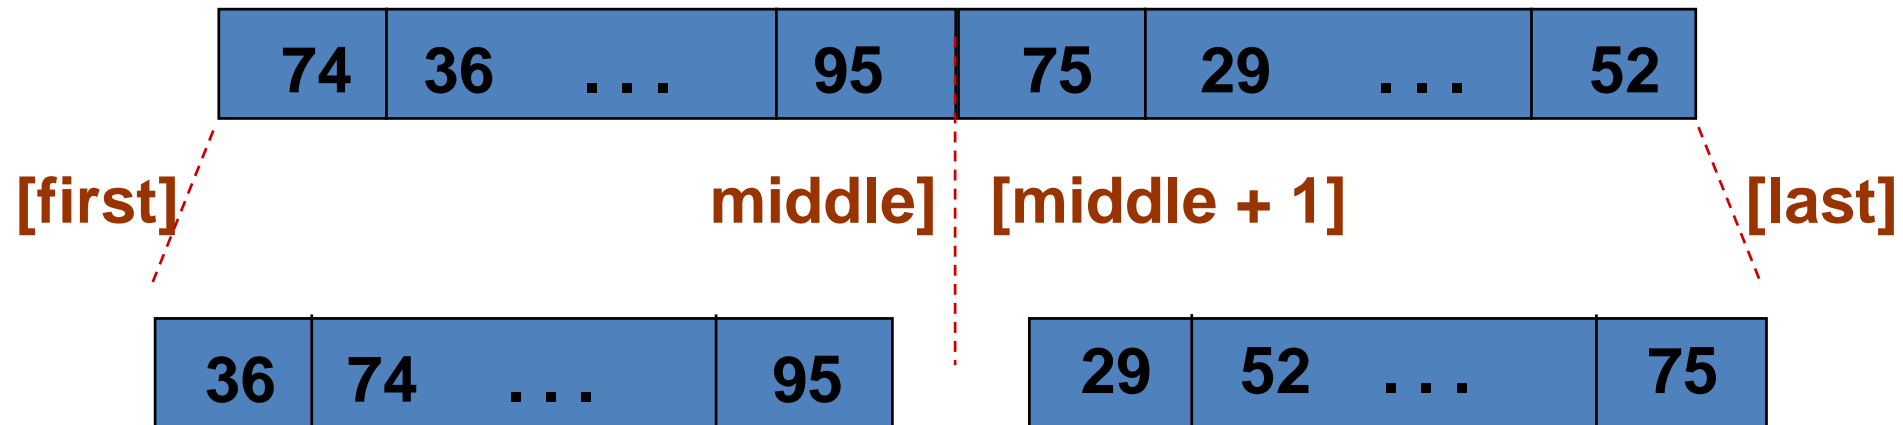 74 36 . . . 95 75 29 . . . 52
[first] middle] [middle + 1] [last]
36 74 . . . 95 29 52 . . . 75